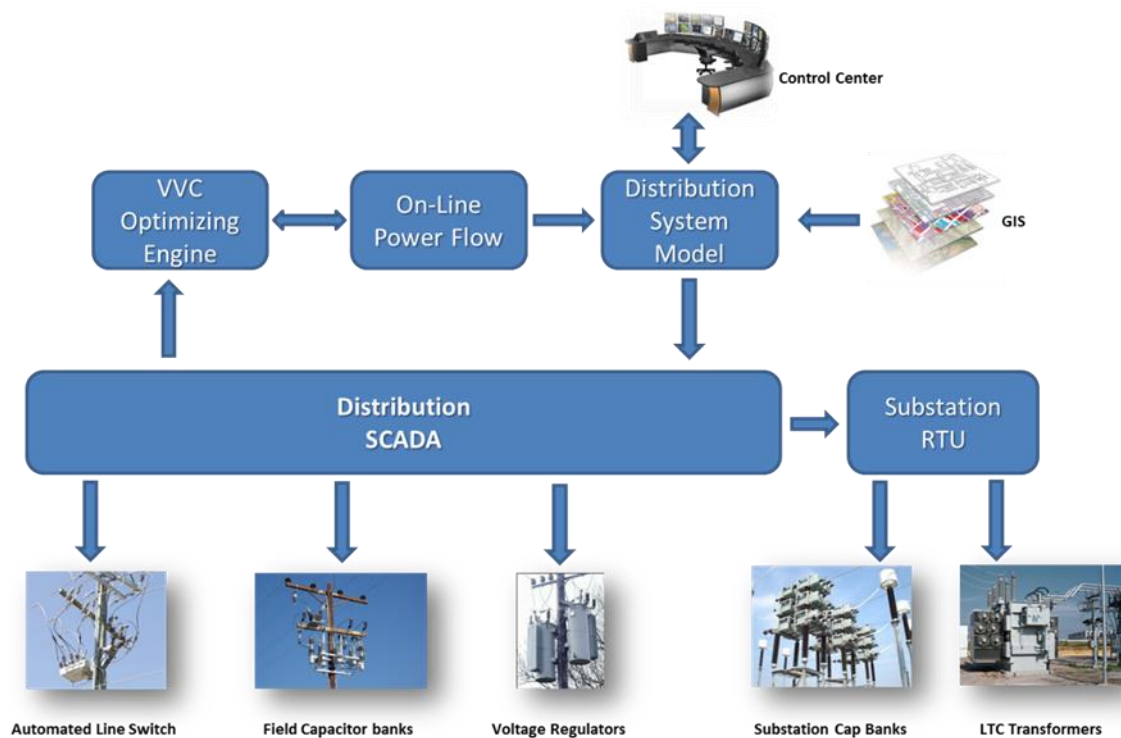 Control Center
VVC
Optimizing
Engine
On-Line
Power Flow
Distribution
System
Model
GIS
Distribution
SCADA
Substation
RTU
Automated Line Switch
Field Capacitor banks
Voltage Regulators
Substation Cap Banks
LTC Transformers